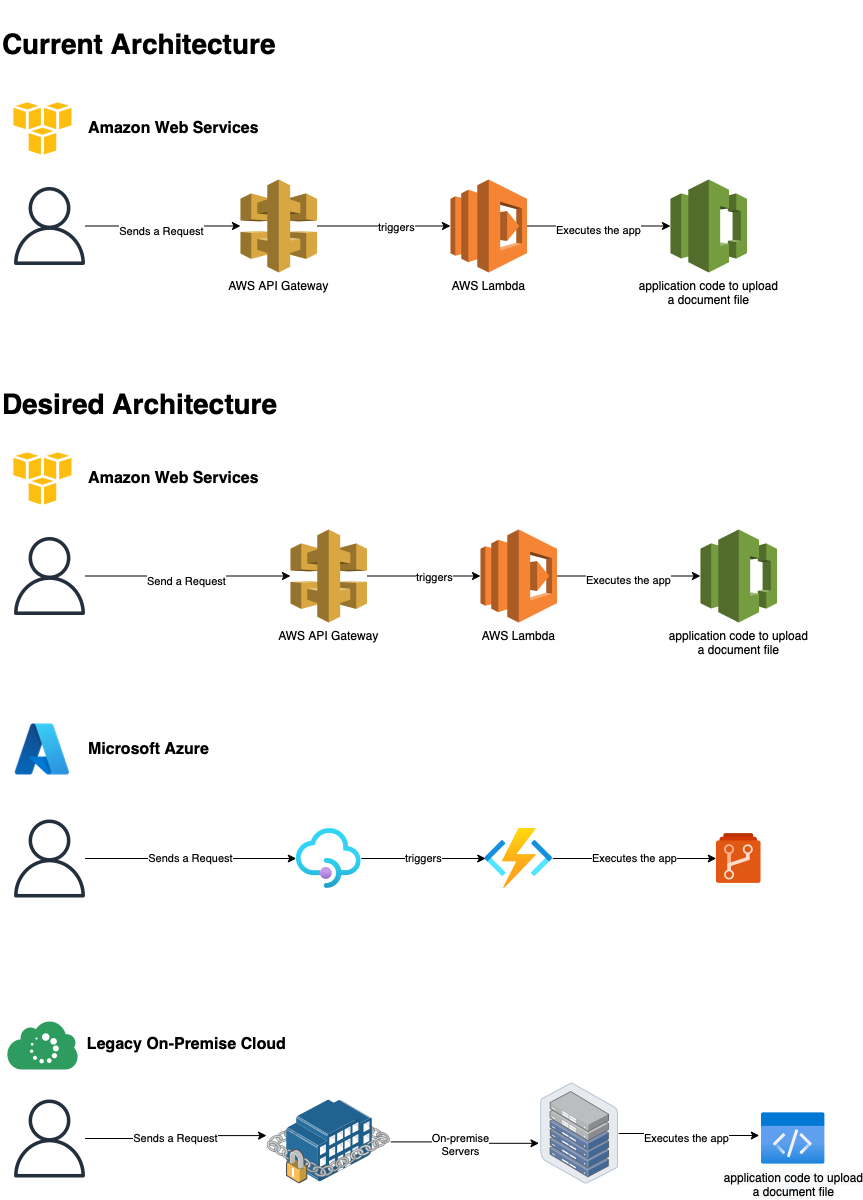 Current Architecture
Amazon Web Services
Sends a Request
triggers
Executes the app
AWS API Gateway
AWS Lambda
application code to upload
a document file
Desired Architecture
Amazon Web Services
Send a Request
triggers
Executes the app
AWS API Gateway
AWS Lambda
application code to upload
a document file
Microsoft Azure
Sends a Request
triggers
Executes the app
Legacy On-Premise Cloud
Sends a Request
On-premise
Servers
Executes the app
application code to upload
a document file